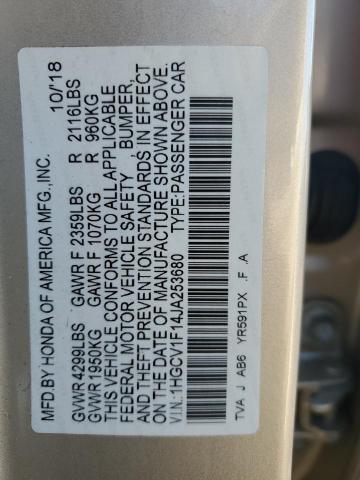 MFD.BY HONDA OF AMERICA MFG.,INC. 10/'18
GVWR 4299LBS GAWR F 2359LBS R 2116LBS
GVWR 1950KG GAWR F 1070KG R 960KG
THIS VEHICLE CONFORMS TO ALL APPLICABLE
FEDERAL MOTOR VEHICLE SAFETY , BUMPER,
AND THEFT PREVENTION STANDARDS IN EFFECT
ON THE DATE OF MANUFACTURE SHOWN ABOVE.
V.I.N.:1HGCV1F14JA253680 TYPE:PASSENGER CAR
TVA J AB6 YR591PX .F .A